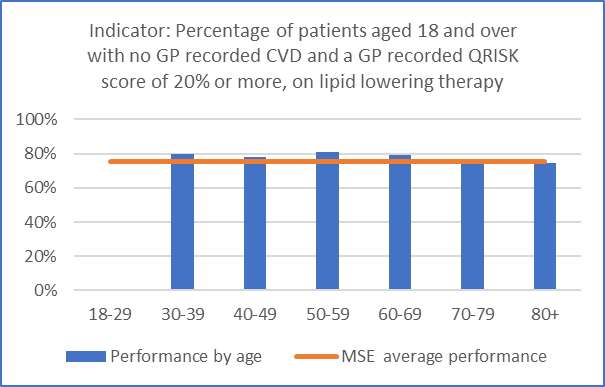 Indicator: Percentage of patients aged 18 and over
with no GP recorded CVD and a GP recorded QRISK
score of 20% or more, on lipid lowering therapy
100%
80%
60%
40%
20%
0%
18-29 30-39 40-49 50-59 60-69 70-79 80+
Performance by age MSE average performance